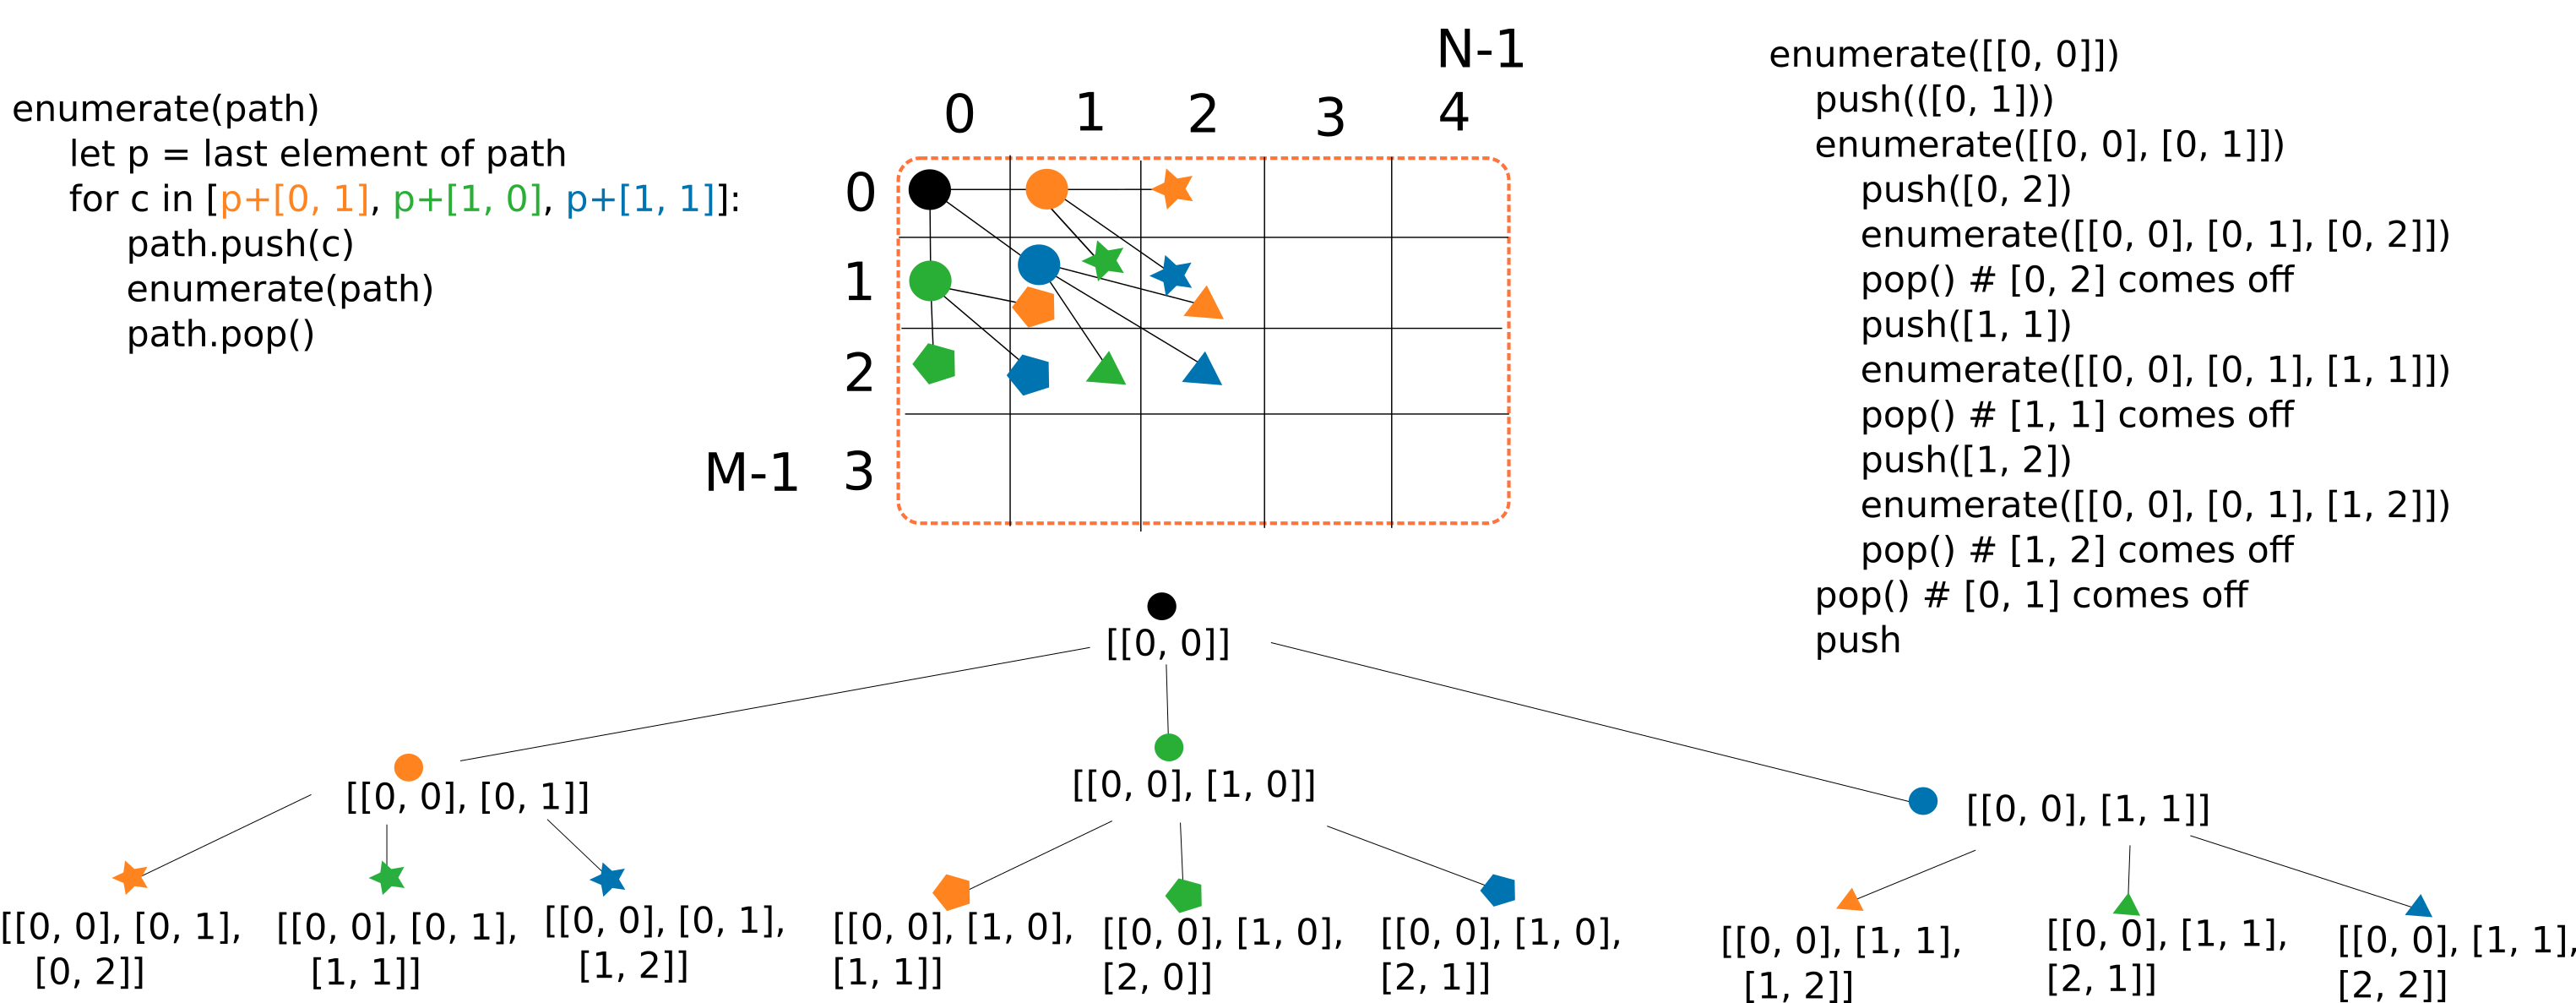 enumerate(path)
let p = last element of path
for c in [p+[0, 1], p+[1, 0], p+[1, 1]]:
path.push(c)
enumerate(path)
path.pop()
N-1
0 1 2 3 4
0
1
2
M-1 3
enumerate([[0, 0]])
push(([0, 1]))
enumerate([[0, 0], [0, 1]])
push([0, 2])
enumerate([[0, 0], [0, 1], [0, 2]])
pop() # [0, 2] comes off
push([1, 1])
enumerate([[0, 0], [0, 1], [1, 1]])
pop() # [1, 1] comes off
push([1, 2])
enumerate([[0, 0], [0, 1], [1, 2]])
pop() # [1, 2] comes off
pop() # [0, 1] comes off
push
[[0, 0]]
[[0, 0], [0, 1]]
[[0, 0], [1, 0]]
[[0, 0], [1, 1]]
[[0, 0], [0, 1],
[0, 2]]
[[0, 0], [0, 1],
[1, 1]]
[[0, 0], [0, 1],
[1, 2]]
[[0, 0], [1, 0],
[1, 1]]
[[0, 0], [1, 0],
[2, 0]]
[[0, 0], [1, 0],
[2, 1]]
[[0, 0], [1, 1],
[1, 2]]
[[0, 0], [1, 1],
[2, 1]]
[[0, 0], [1, 1],
[2, 2]]